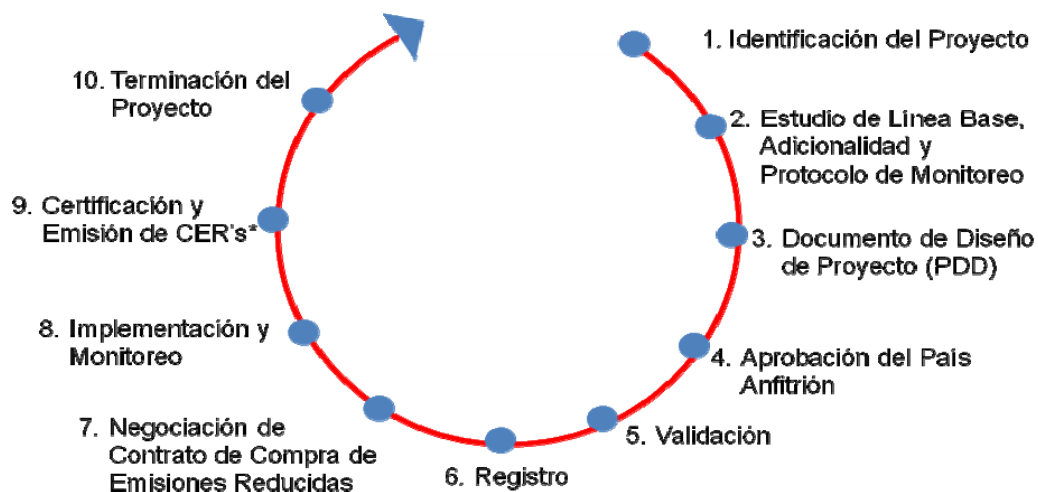 1. Identificación del Proyecto
2. Estudio de Línea Base,
Adicionalidad y
Protocolo de Monitoreo
3. Documento de Diseño
de Proyecto (PDD)
4. Aprobación del País
Anfitrión
5. Validación
6. Registro
7. Negociación de
Contrato de Compra de
Emisiones Reducidas
8. Implementación y
Monitoreo
9. Certificación y
Emisión de CER's*
10. Terminación del
Proyecto